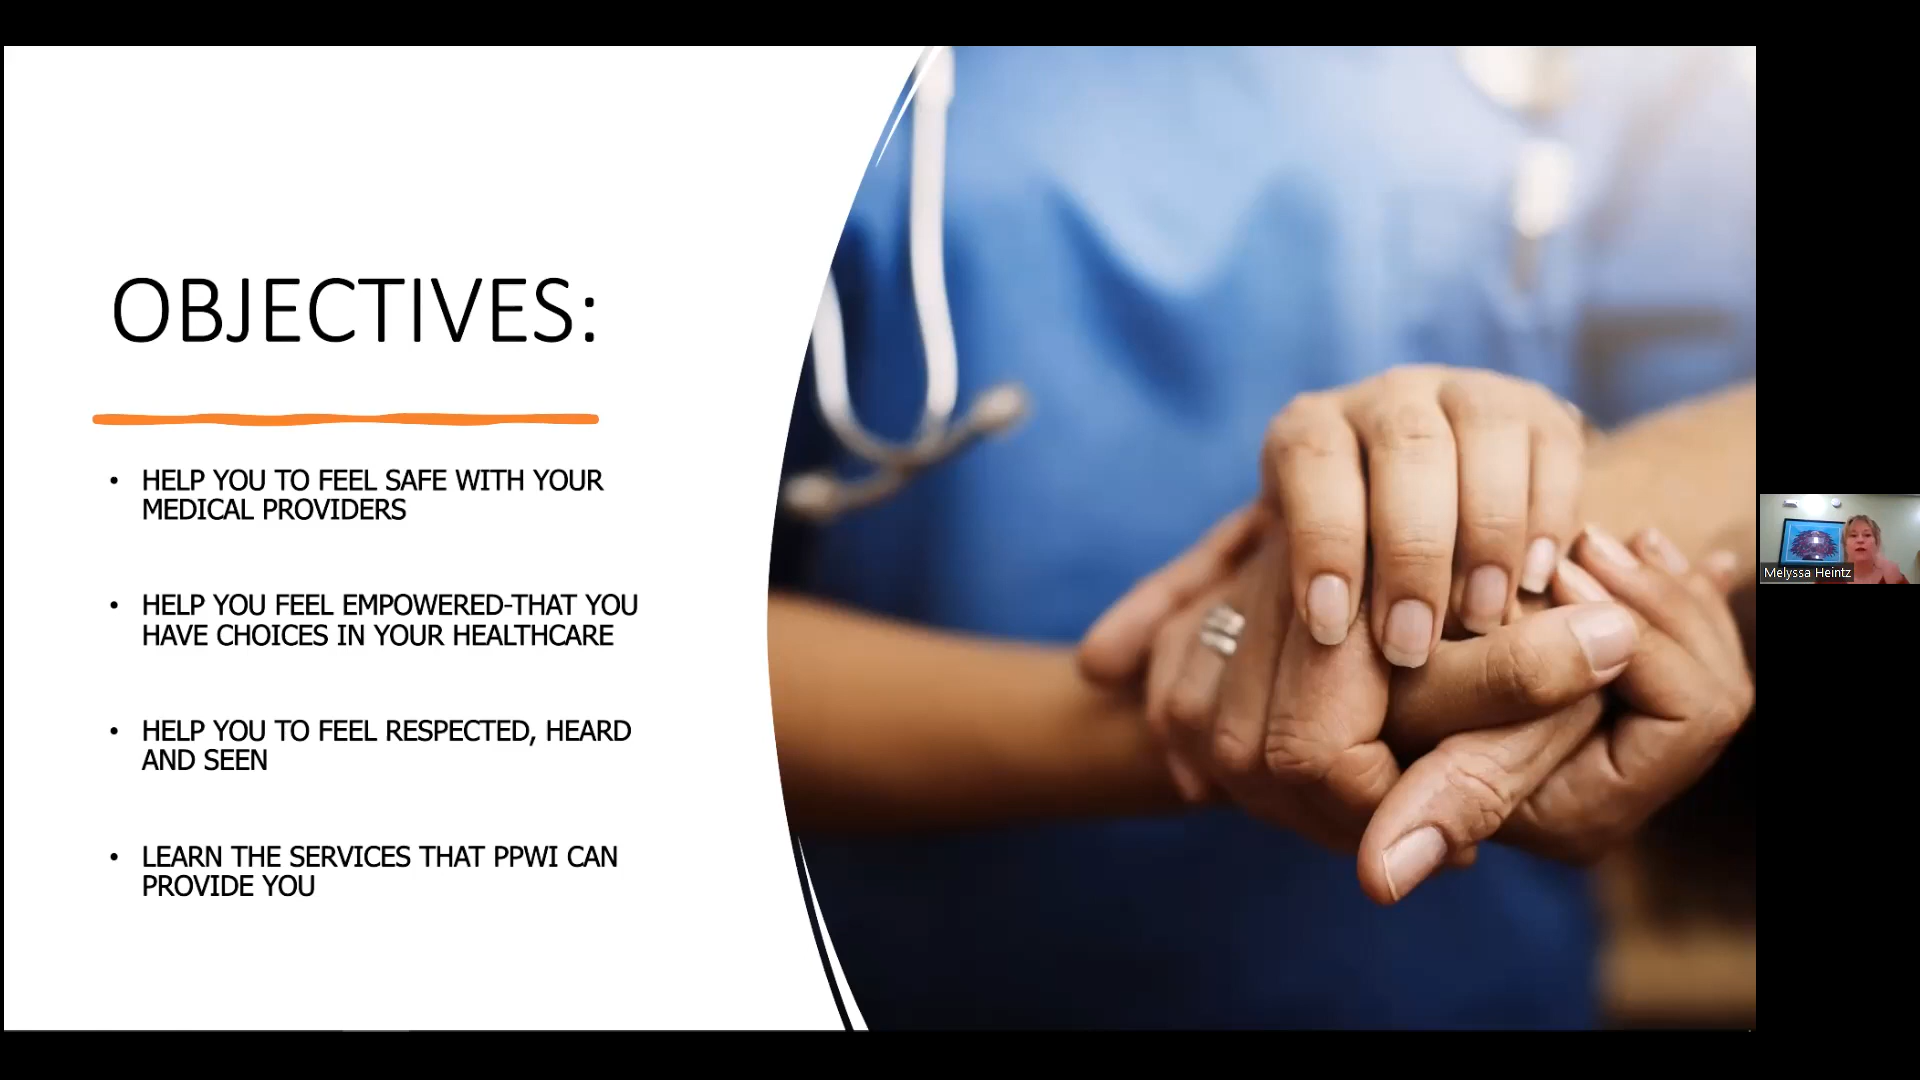 OBJECTIVES:
• HELP YOU TO FEEL SAFE WITH YOUR
MEDICAL PROVIDERS
• HELP YOU FEEL EMPOWERED-THAT YOU
HAVE CHOICES IN YOUR HEALTHCARE
• HELP YOU TO FEEL RESPECTED, HEARD
AND SEEN
• LEARN THE SERVICES THAT PPWI CAN
PROVIDE YOU
Melyssa Heintz